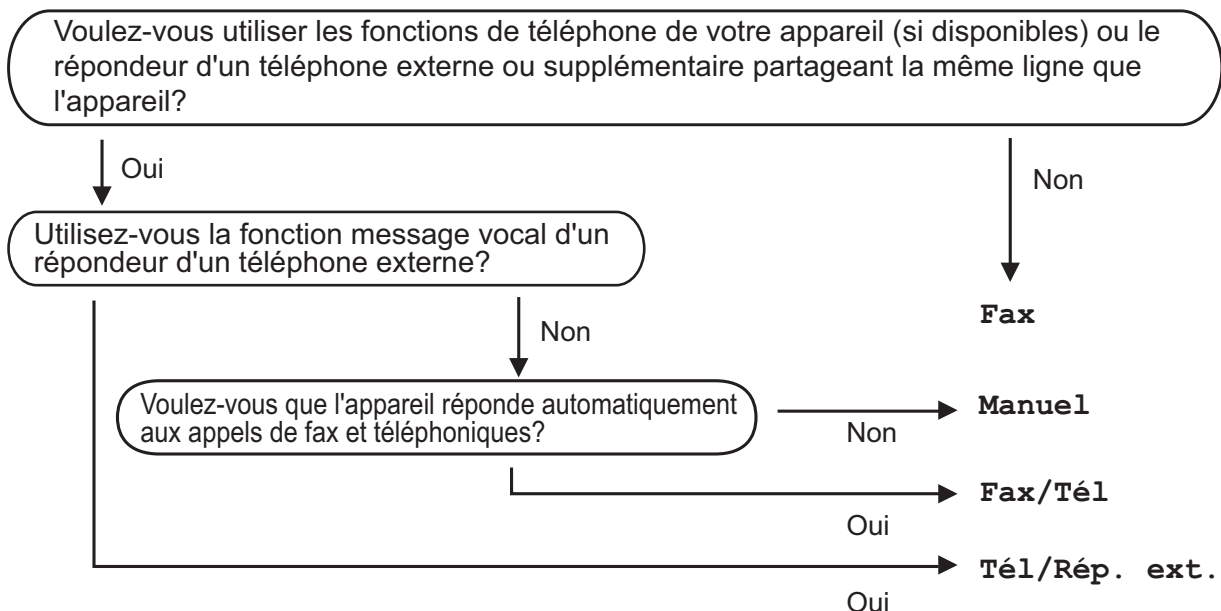 Voulez-vous utiliser les fonctions de téléphone de votre appareil (si disponibles) ou le
répondeur d'un téléphone externe ou supplémentaire partageant la même ligne que
l'appareil?
Oui
Non
Utilisez-vous la fonction message vocal d'un
répondeur d'un téléphone externe?
Non
Fax
Voulez-vous que l'appareil réponde automatiquement
aux appels de fax et téléphoniques?
Non
Manuel
Oui
Fax/Tél
Oui
Tél/Rép. ext.